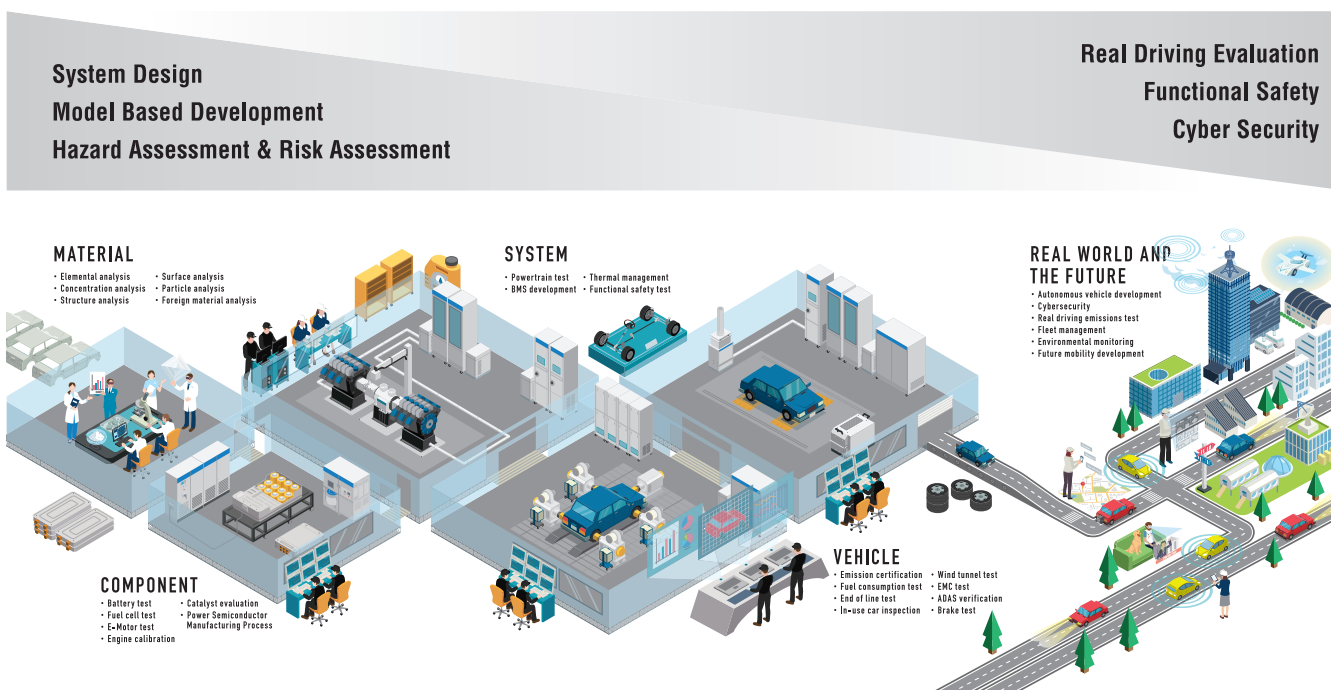 System Design
Model Based Development
Hazard Assessment & Risk Assessment
Real Driving Evaluation
Functional Safety
Cyber Security
MATERIAL
・Elemental analysis
・Concentration analysis
・Structure analysis
・Surface analysis
・Particle analysis
・Foreign material analysis
SYSTEM
・Powertrain test
・BMS development
・Thermal management
・Functional safety test
REAL WORLD AND
THE FUTURE
・Autonomous vehicle development
・Cybersecurity
・Real driving emissions test
・Fleet management
・Environmental monitoring
・Future mobility development
COMPONENT
・Battery test
・Fuel cell test
・E-Motor test
・Engine calibration
・Catalyst evaluation
・Power Semiconductor
Manufacturing Process
VEHICLE
・Emission certification
・Fuel consumption test
・End of line test
・In-use car inspection
・Wind tunnel test
・EMC test
・ADAS verification
・Brake test